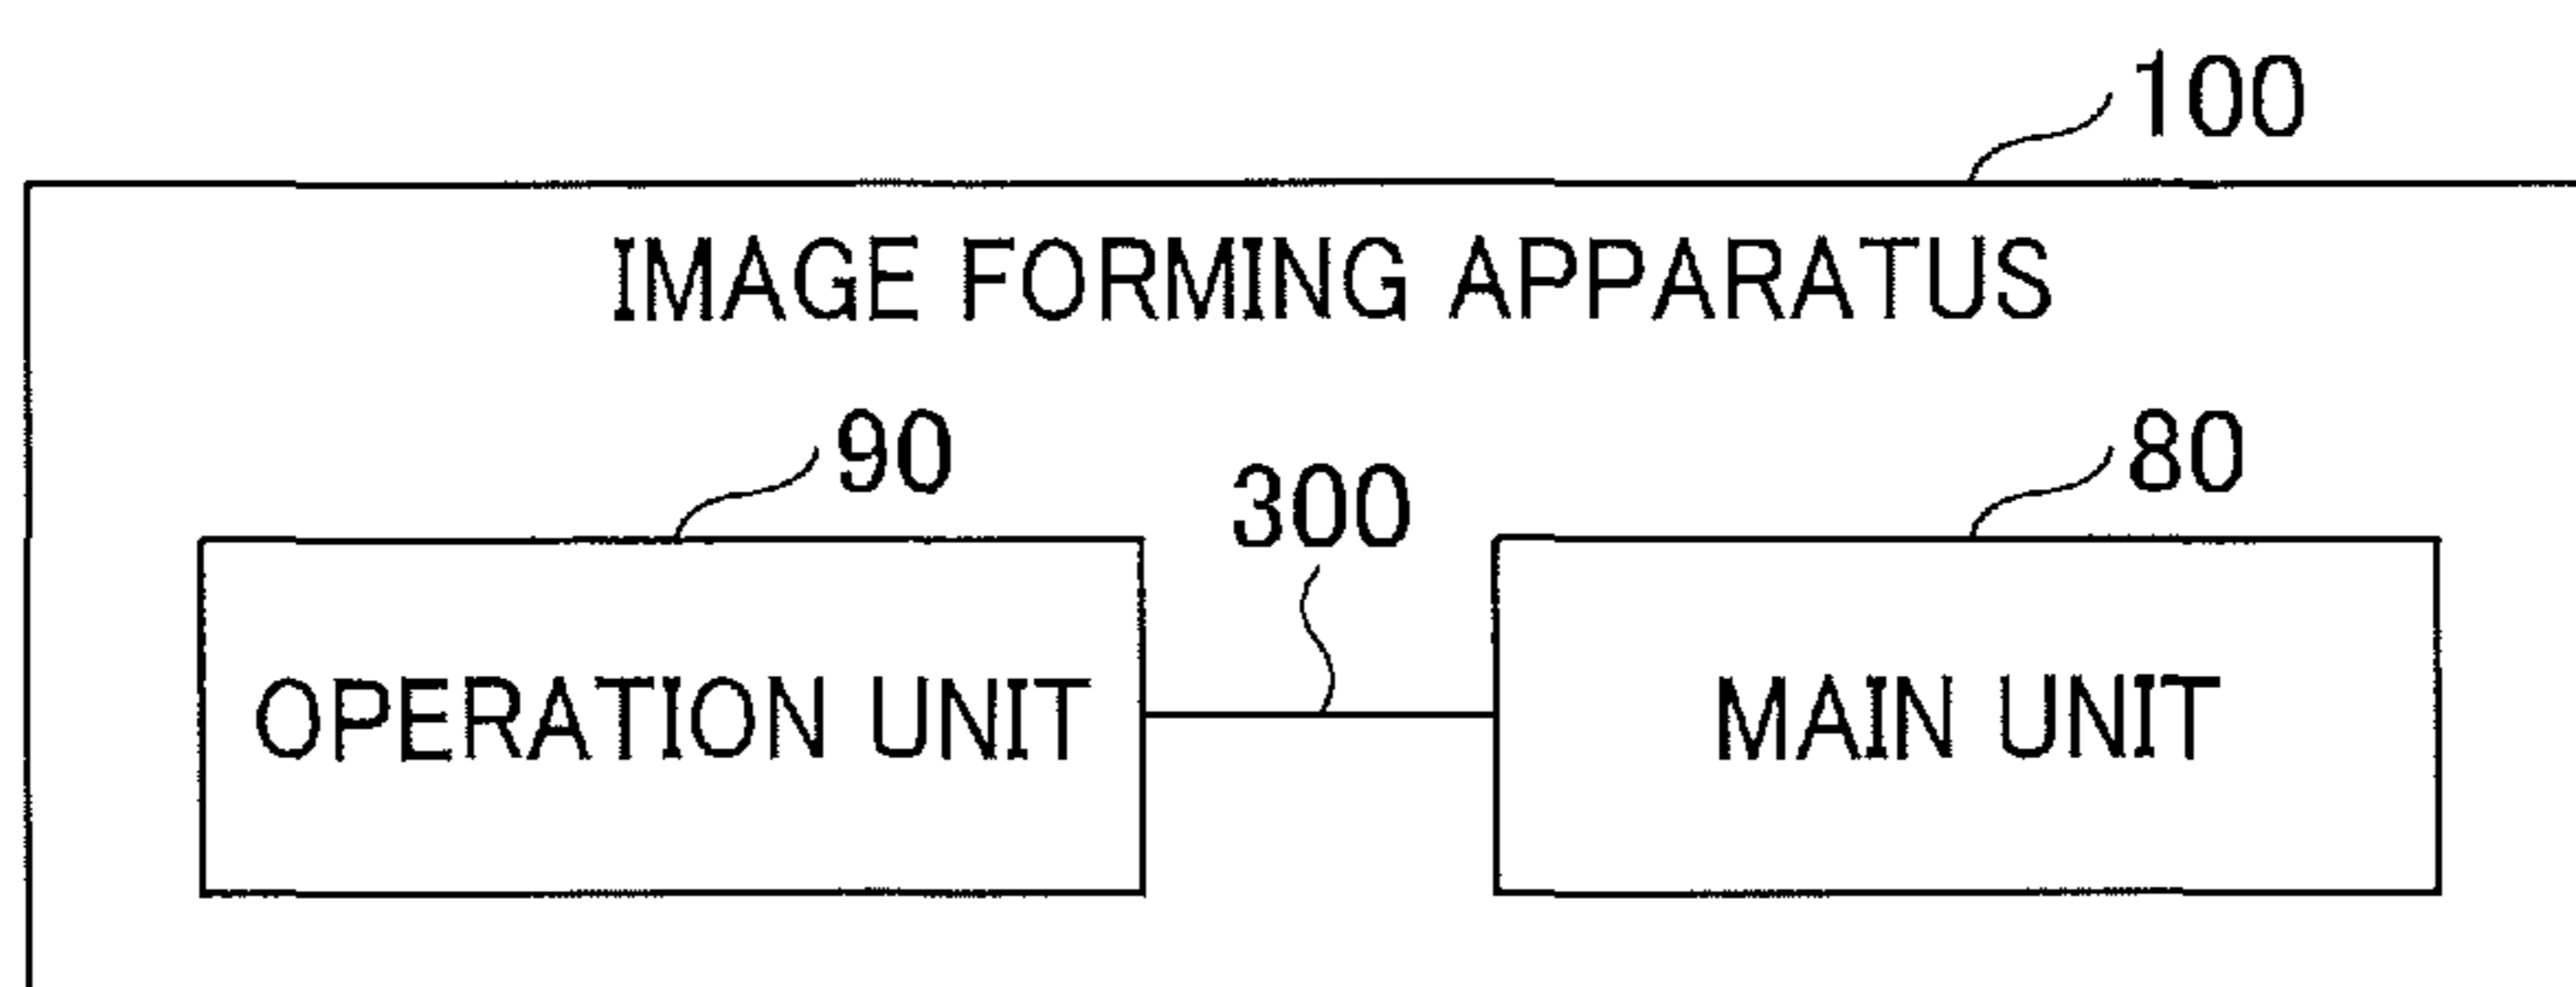 100
IMAGE FORMING APPARATUS
90
300
80
OPERATION UNIT
MAIN UNIT